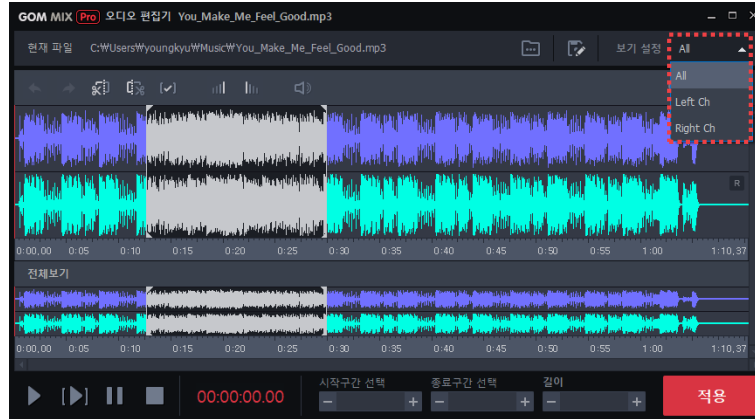 GOM MIX Pro 오디오 편집기 You_Make_Me_Feel_Good.mp3
현재 파일 C:₩Users₩youngkyu₩Music₩You_Make_Me_Feel_Good.mp3 보기 설정 All
All
Left Ch
Right Ch
R
0:00,00 0:05 0:10 0:15 0:20 0:25 0:30 0:35 0:40 0:45 0:50 0:55 1:00 1:10,37
전체보기
0:00,00 0:05 0:10 0:15 0:20 0:25 0:30 0:35 0:40 0:45 0:50 0:55 1:00 1:10,37
시작구간 선택 종료구간 선택 길이
00:00:00.00
적용